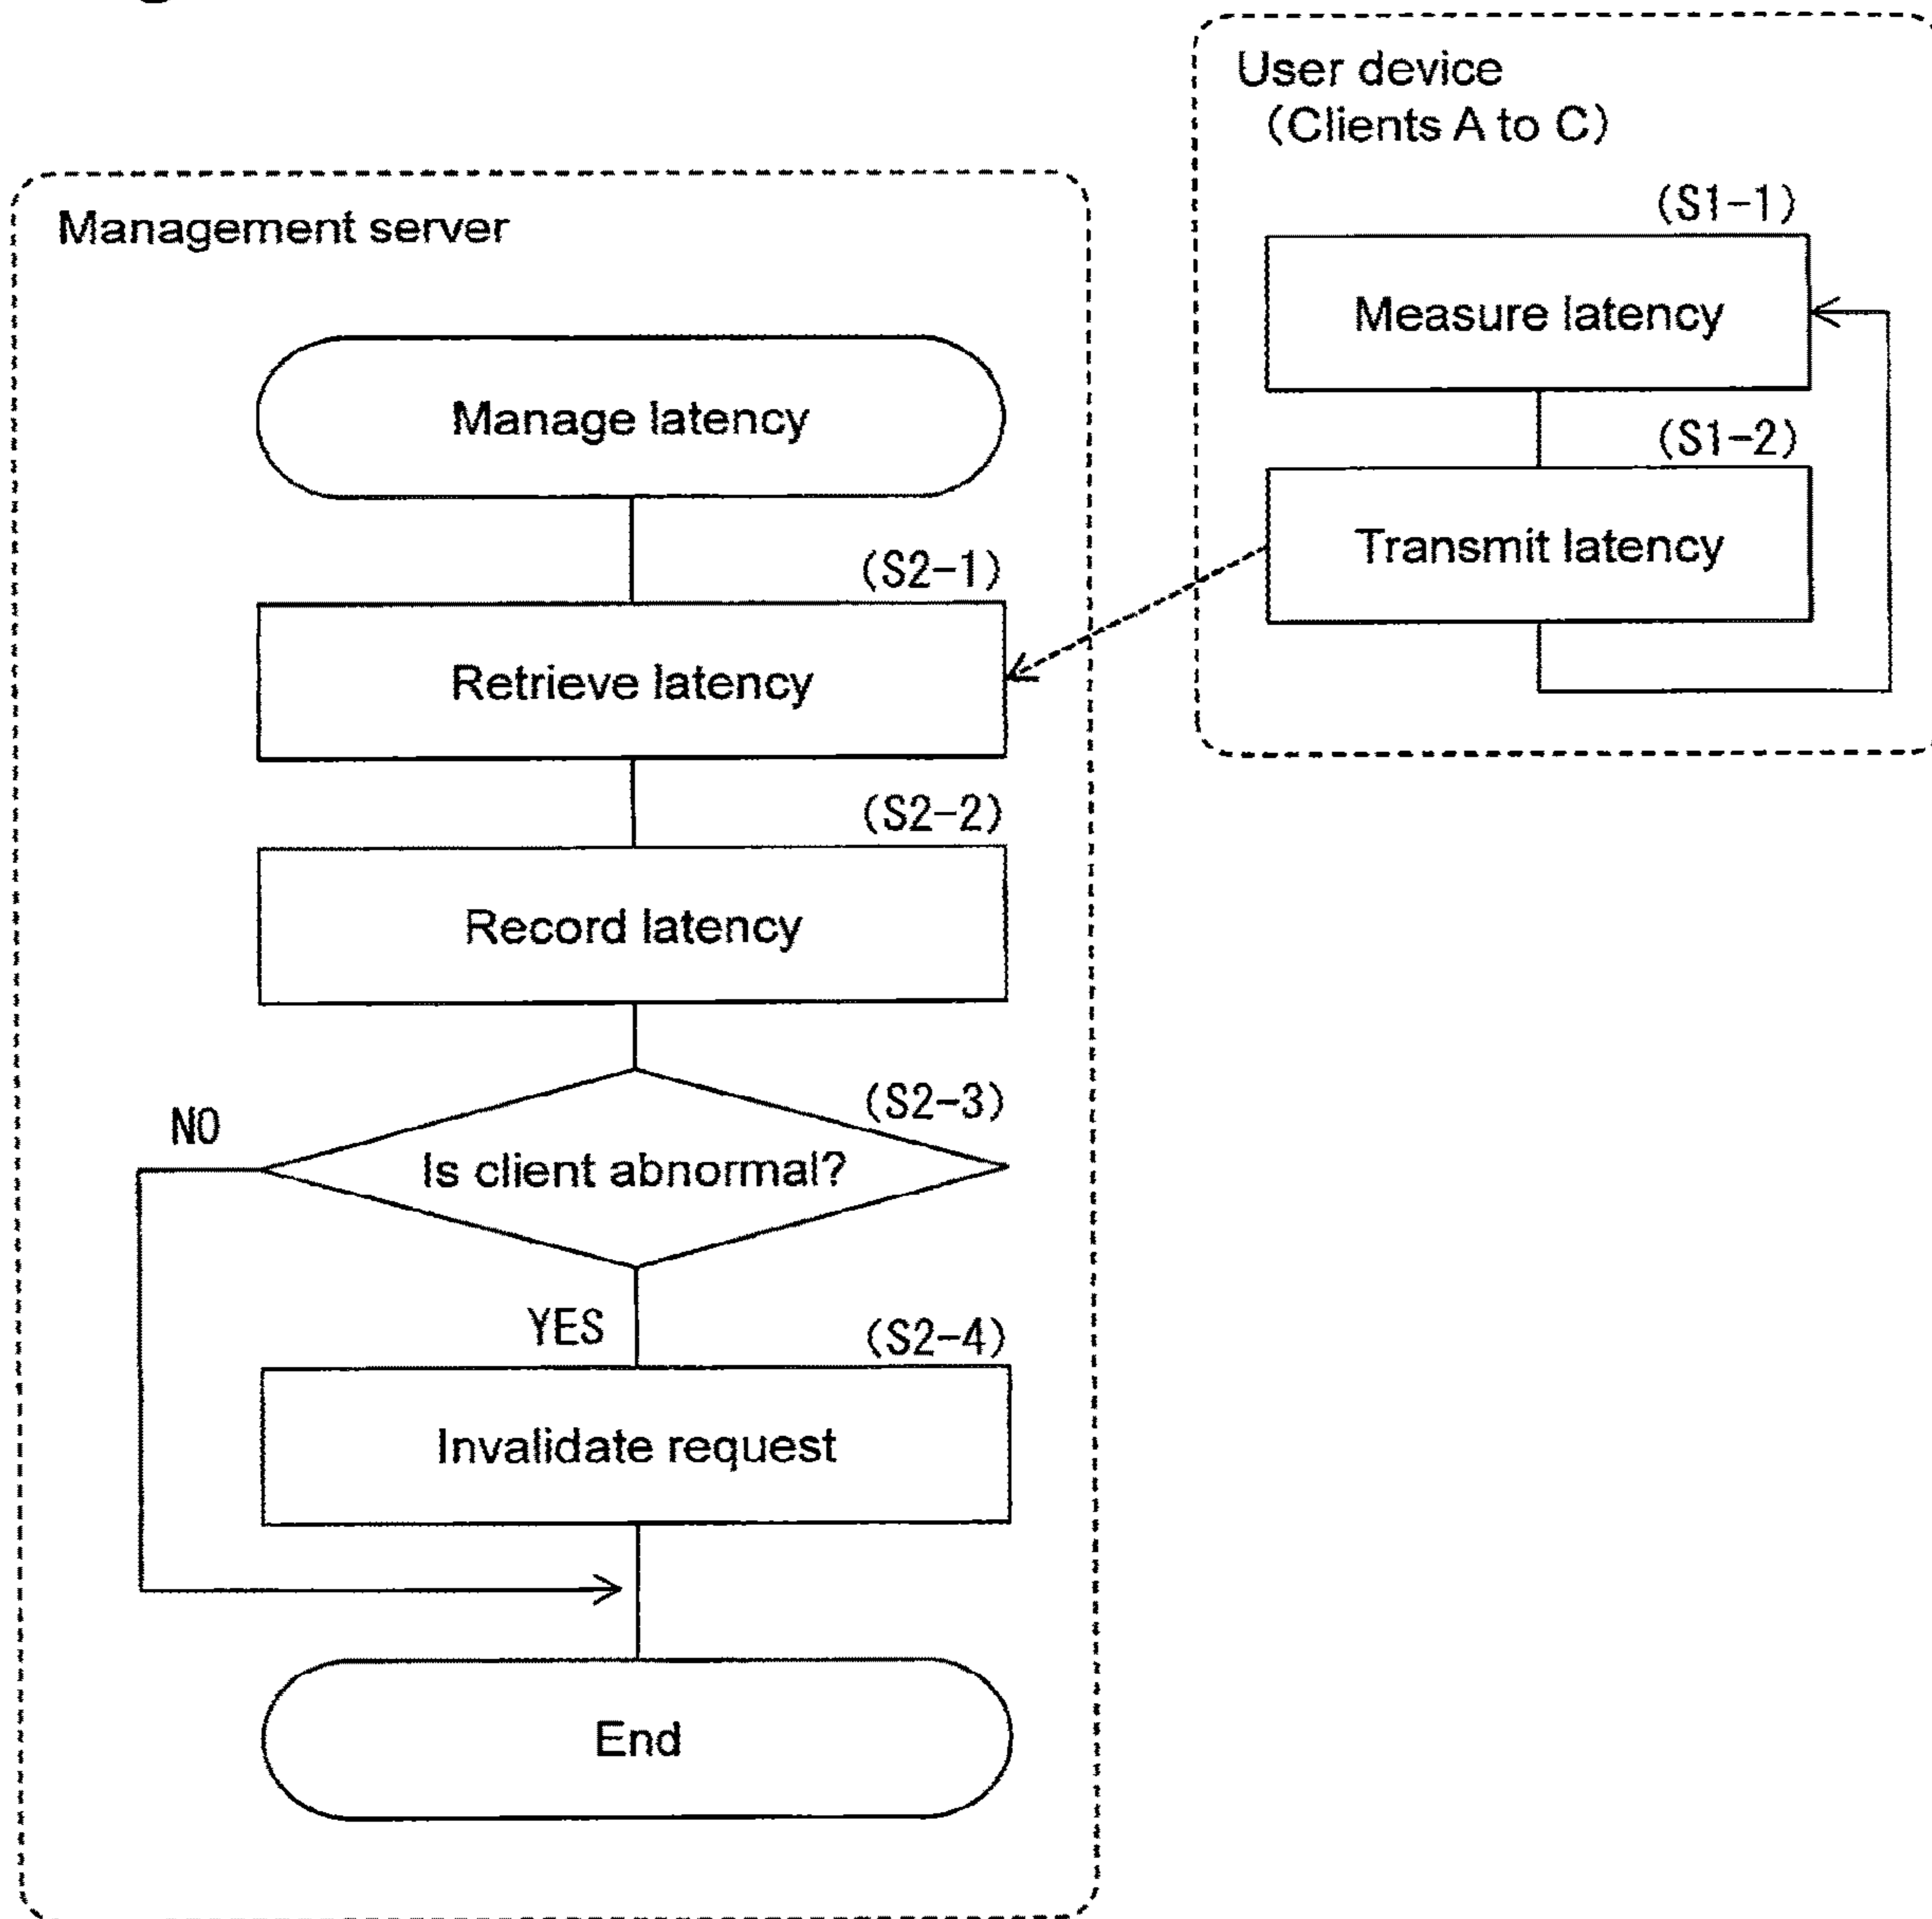 Management server
Manage latency
(S2-1)
Retrieve latency
(S2-2)
Record latency
(S2-3)
NO
Is client abnormal?
YES
(S2-4)
Invalidate request
End
User device
(Clients A to C)
(S1-1)
Measure latency
(S1-2)
Transmit latency